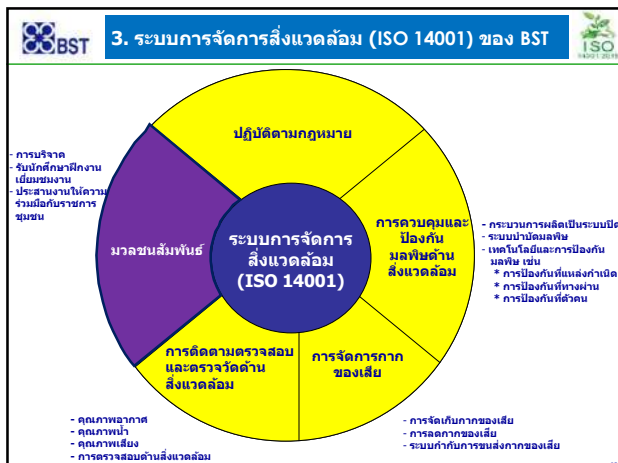 BST
3. ระบบการจัดการสิ่งแวดล้อม (ISO 14001) ของ BST
ISO
14001:2015
ปฏิบัติตามกฎหมาย
- การบริจาค
- รับนักศึกษาฝึกงาน
เยี่ยมชมงาน
- ประสานงานให้ความ
ร่วมมือกับราชการ
ชุมชน
มวลชนสัมพันธ์
ระบบการจัดการ
สิ่งแวดล้อม
(ISO 14001)
การควบคุมและ
ป้องกัน
มลพิษด้าน
สิ่งแวดล้อม
- กระบวนการผลิตเป็นระบบปิด
- ระบบบำบัดมลพิษ
- เทคโนโลยีและการป้องกัน
มลพิษ เช่น
* การป้องกันที่แหล่งกำเนิด
* การป้องกันที่ทางผ่าน
* การป้องกันที่ตัวคน
การติดตามตรวจสอบ
และตรวจวัดด้าน
สิ่งแวดล้อม
การจัดการกาก
ของเสีย
- คุณภาพอากาศ
- คุณภาพน้ำ
- คุณภาพเสียง
- การตรวจสอบด้านสิ่งแวดล้อม
- การจัดเก็บกากของเสีย
- การลดกากของเสีย
- ระบบกำกับการขนส่งกากของเสีย